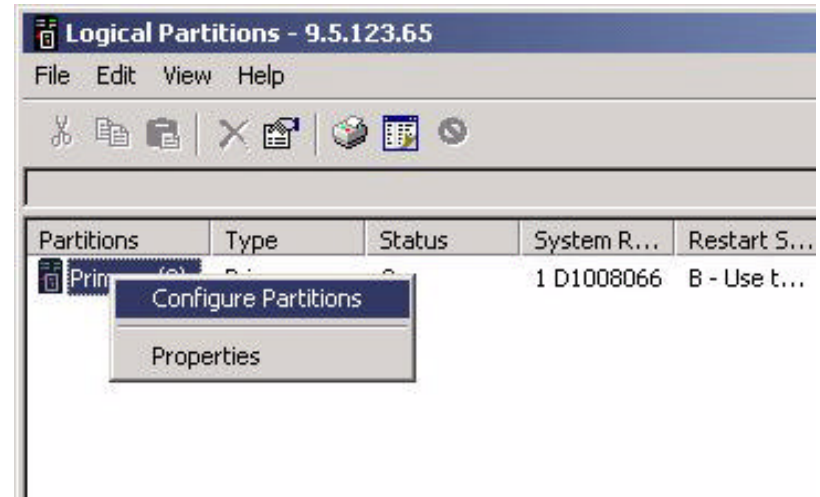 Logical Partitions - 9.5.123.65
File Edit View Help
Partitions Type Status System R... Restart S...
1 D1008066 B - Use t...
Configure Partitions
Properties